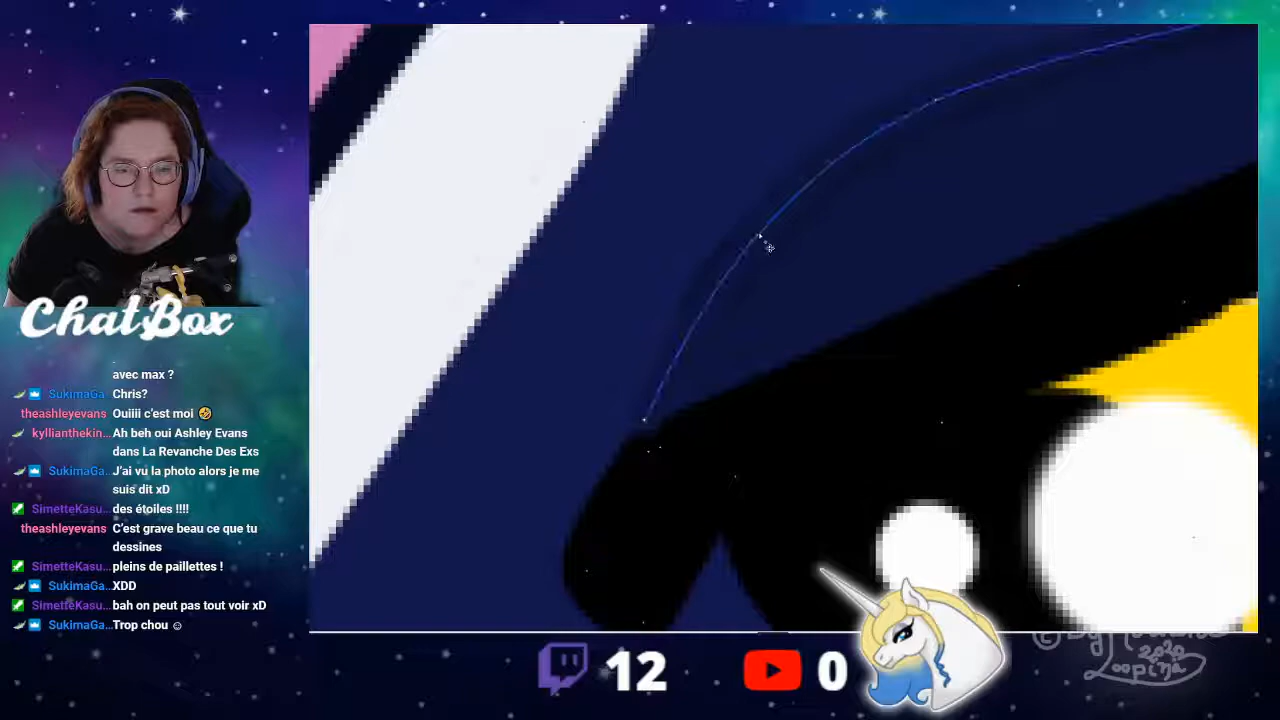 ChatBox
avec max ?
SukimaGa... Chris?
theashleyevans Ouiiii c'est moi 🤣
kyllianthekin... Ah beh oui Ashley Evans
dans La Revanche Des Exs
SukimaGa... J'ai vu la photo alors je me
suis dit xD
SimetteKasu... des étoiles !!!!
theashleyevans C'est grave beau ce que tu
dessines
SimetteKasu... pleins de paillettes !
SukimaGa... XDD
SimetteKasu... bah on peut pas tout voir xD
SukimaGa... Trop chou ☺
12 0
2020
Loopina